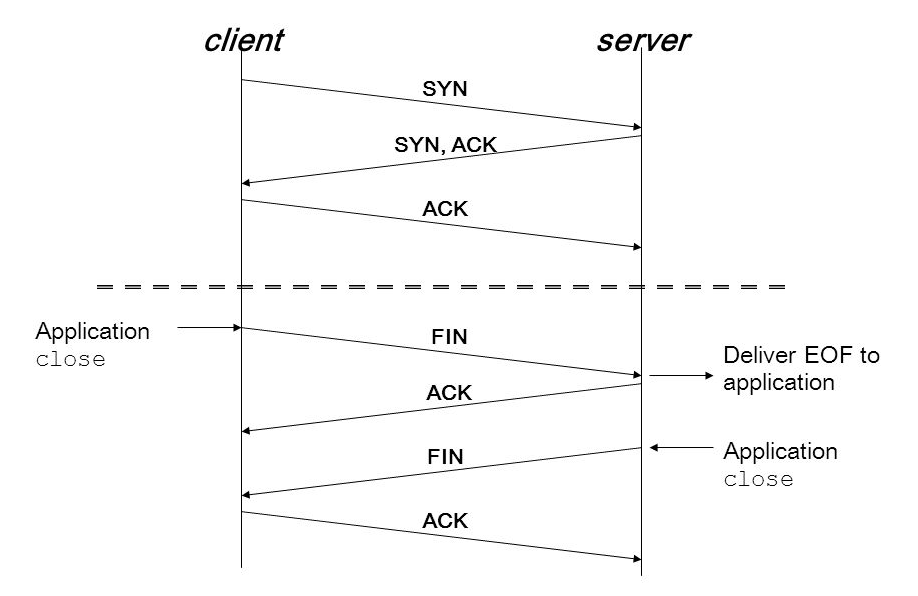 client
server
SYN
SYN, ACK
ACK
Application
close
FIN
Deliver EOF to
application
ACK
FIN
Application
close
ACK